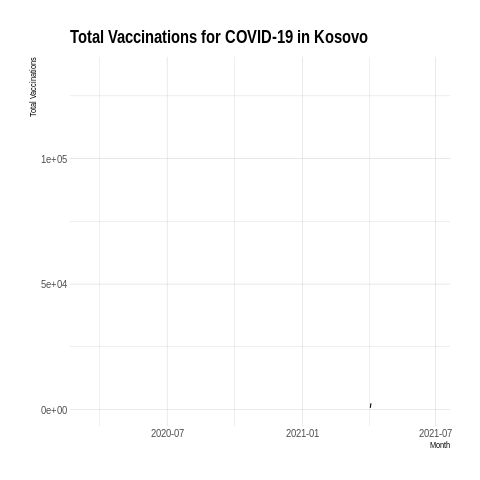 Total Vaccinations for COVID-19 in Kosovo
Total Vaccinations
1e+05
5e+04
0e+00
2020-07
2021-01
2021-07
Month